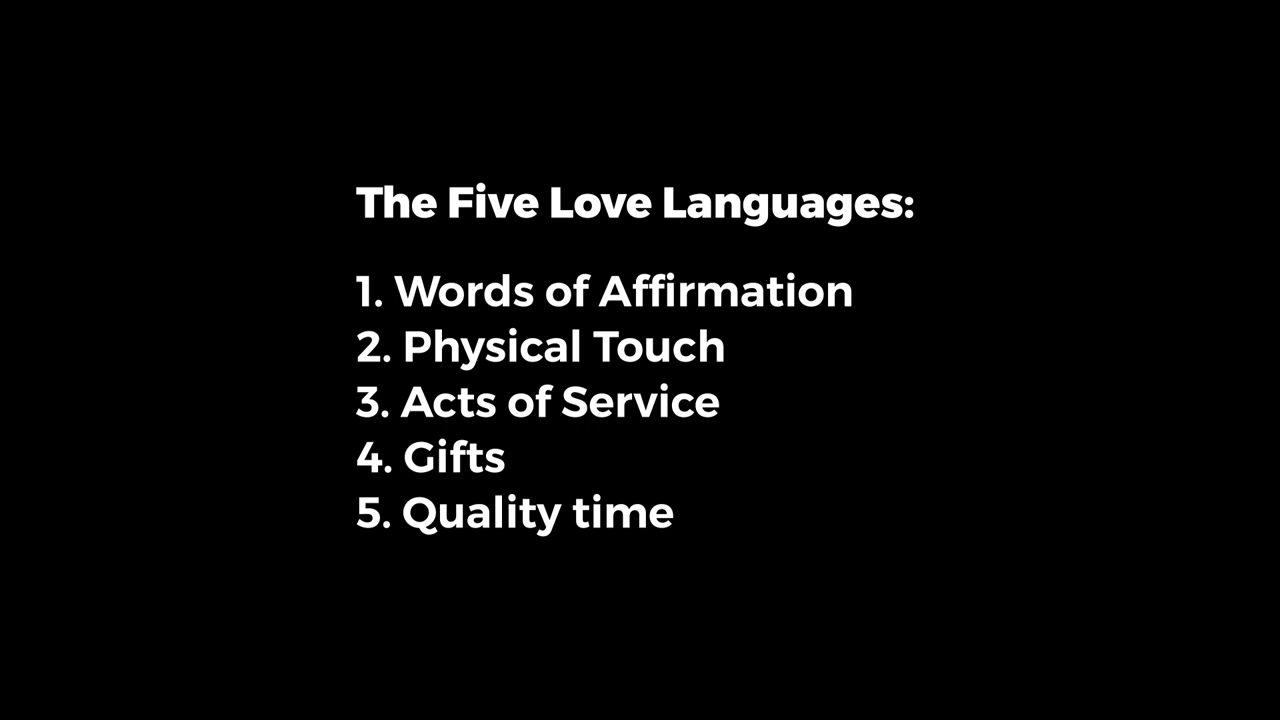 The Five Love Languages:
1. Words of Affirmation
2. Physical Touch
3. Acts of Service
4. Gifts
5. Quality time